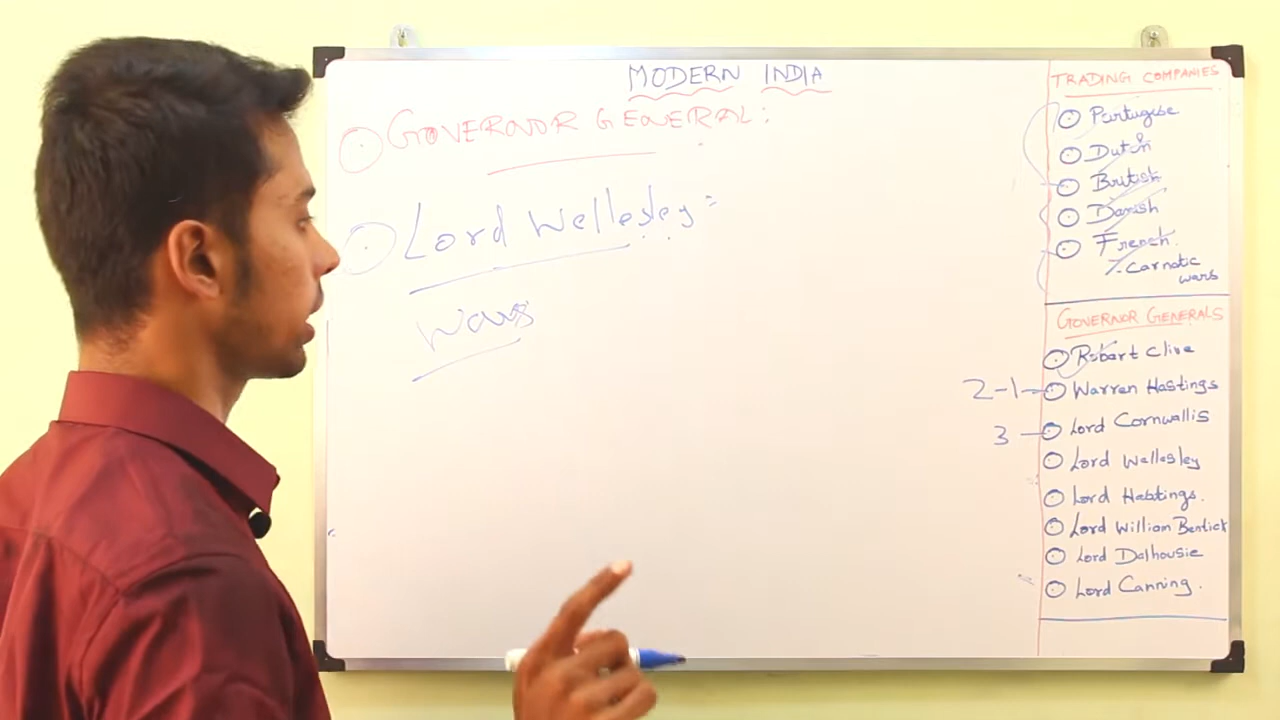 MODERN INDIA
GOVERNOR GENERAL:
Lord Wellesley =
Wars
TRADING COMPANIES
Portugese
Dutch
British
Danish
French.
Carnatic
wars
GOVERNOR GENERALS
Robert Clive
2-1 Warren Hastings
3 Lord Cornwallis
Lord Wellesley
Lord Hastings.
Lord William Bentick
Lord Dalhousie
Lord Canning.